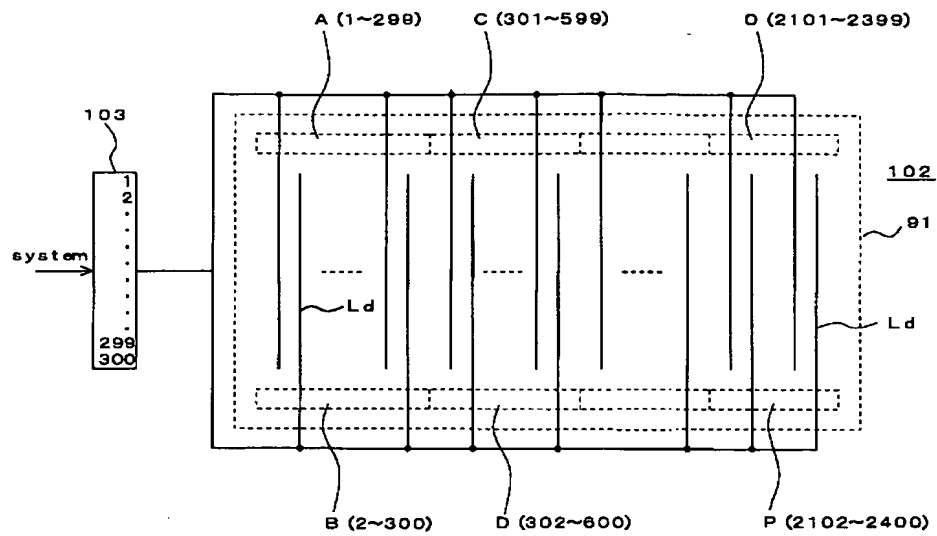 A (1~299)
C (301~599)
O (2101~2399)
103
1
2
102
91
system
Ld
Ld
299
300
B (2~300)
D (302~600)
P (2102~2400)